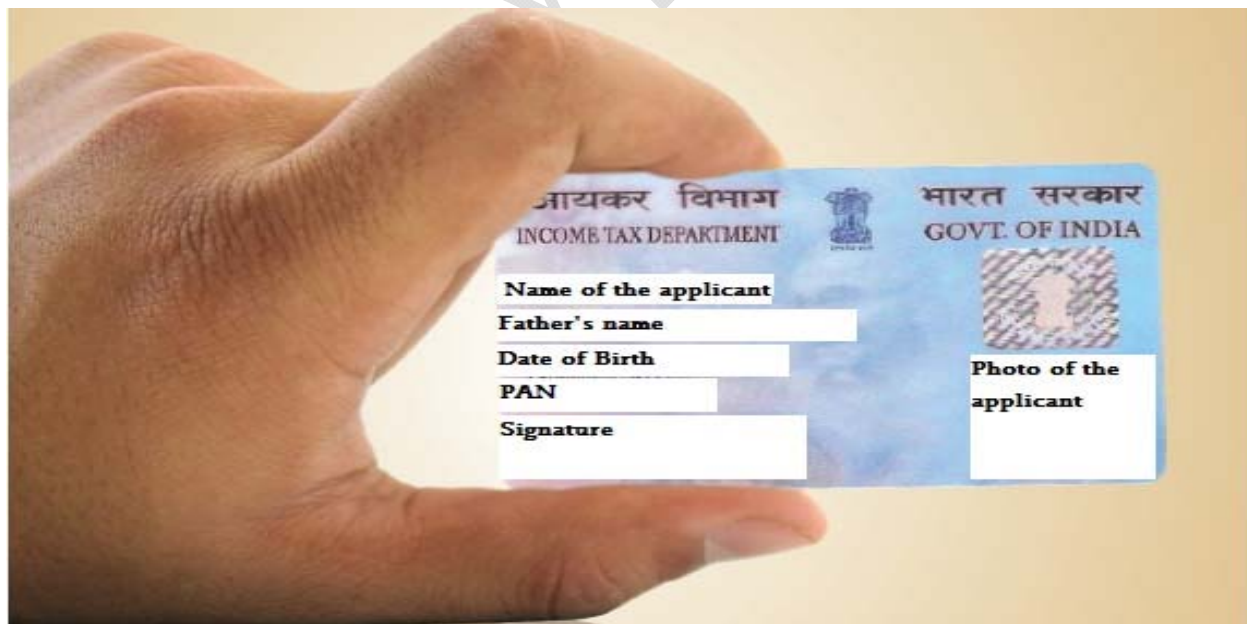 आयकर विभाग
INCOME TAX DEPARTMENT
भारत सरकार
GOVT. OF INDIA
Name of the applicant
Father's name
Date of Birth
PAN
Signature
Photo of the
applicant